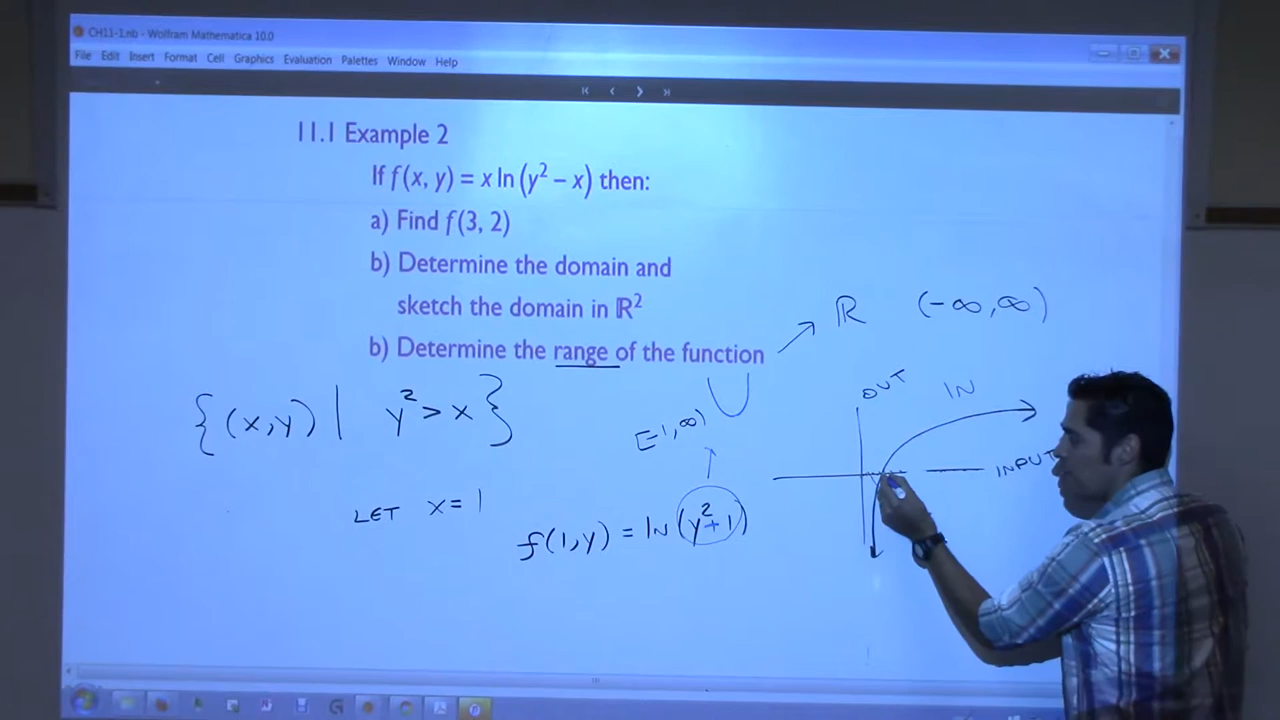 CH11-1.nb - Wolfram Mathematica 10.0
File Edit Insert Format Cell Graphics Evaluation Palettes Window Help
11.1 Example 2
If f(x, y) = x ln(y² − x) then:
a) Find f(3, 2)
b) Determine the domain and
sketch the domain in ℝ²
b) Determine the range of the function
ℝ (-∞,∞)
{(x,y) | y² > x}
[-1,∞)
OUT
IN
INPUT
LET x = 1
f(1,y) = ln(y²+1)